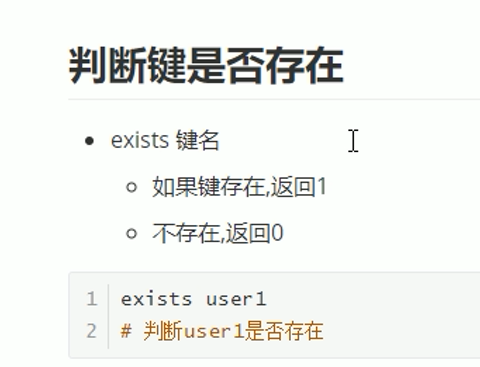 判断键是否存在
exists 键名
如果键存在,返回1
不存在,返回0
1 exists user1
2 # 判断user1是否存在